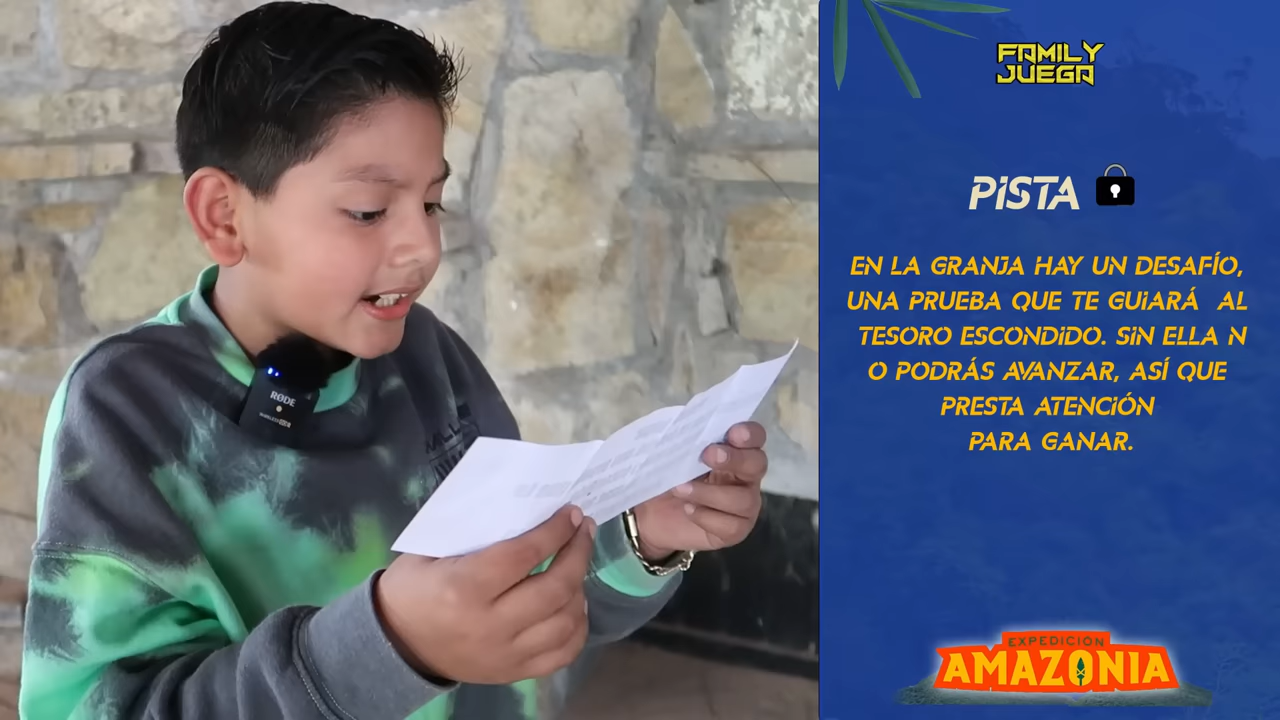 FAMILY
JUEGA
PISTA
EN LA GRANJA HAY UN DESAFÍO,
UNA PRUEBA QUE TE GUIARÁ AL
TESORO ESCONDIDO. SIN ELLA N
O PODRÁS AVANZAR, ASÍ QUE
PRESTA ATENCIÓN
PARA GANAR.
EXPEDICIÓN
AMAZONIA
RØDE